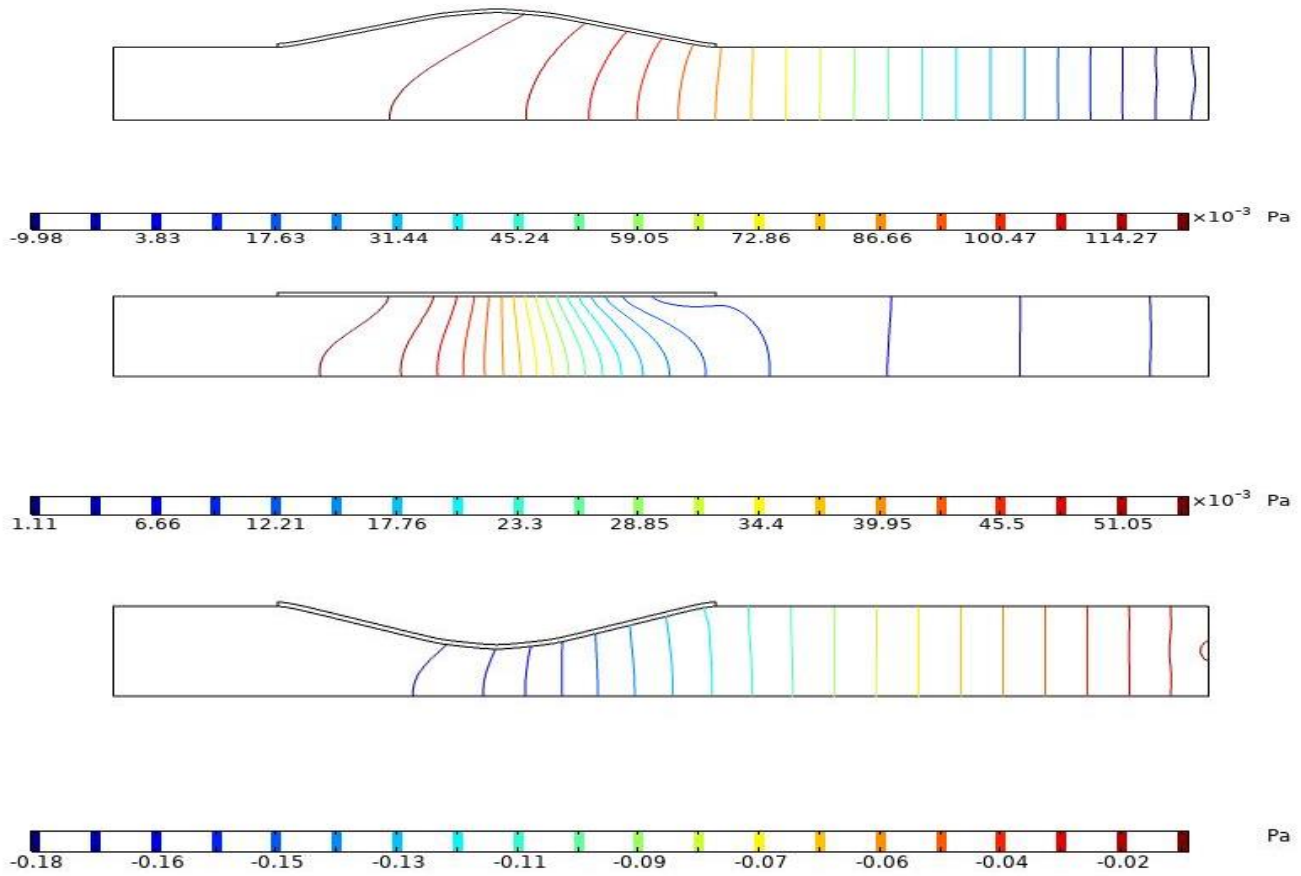 ×10⁻³ Pa
-9.98 3.83 17.63 31.44 45.24 59.05 72.86 86.66 100.47 114.27
×10⁻³ Pa
1.11 6.66 12.21 17.76 23.3 28.85 34.4 39.95 45.5 51.05
Pa
-0.18 -0.16 -0.15 -0.13 -0.11 -0.09 -0.07 -0.06 -0.04 -0.02